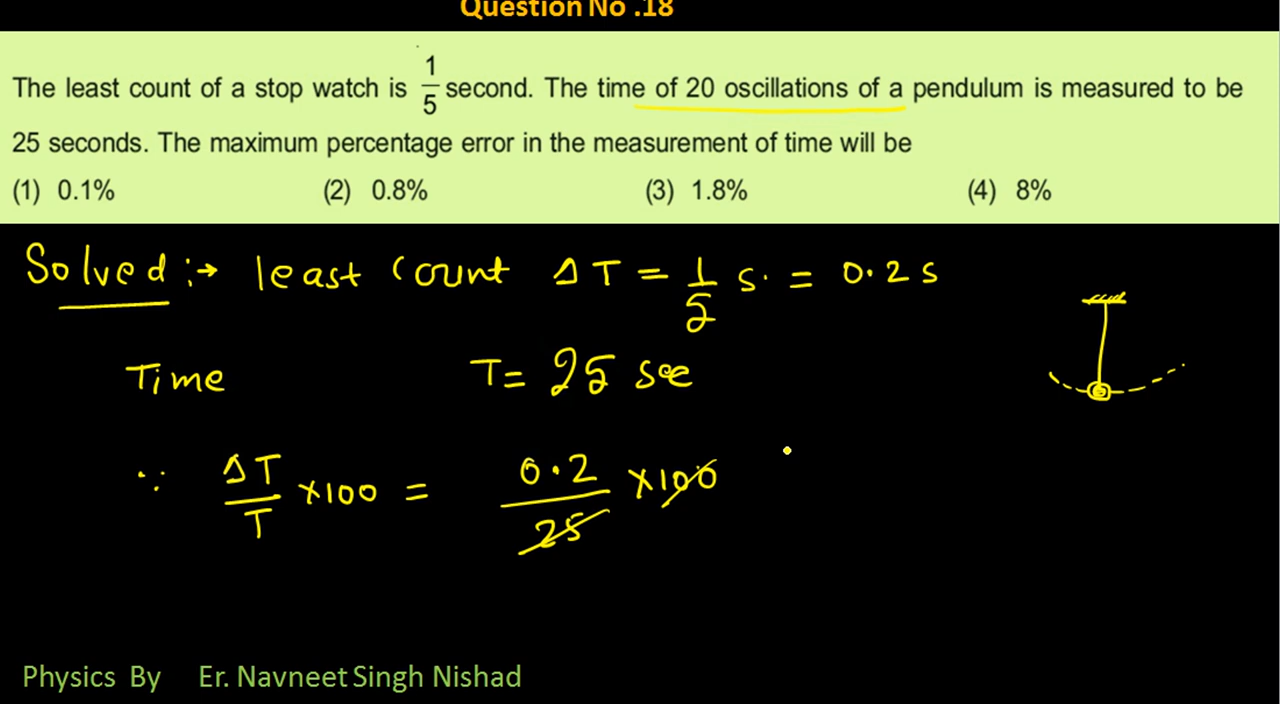 Question No .18
The least count of a stop watch is 1/5 second. The time of 20 oscillations of a pendulum is measured to be
25 seconds. The maximum percentage error in the measurement of time will be
(1) 0.1% (2) 0.8% (3) 1.8% (4) 8%
Solved :→ least count ΔT = 1/5 s. = 0.2 s
Time T = 25 sec
∵ ΔT/T ×100 = 0.2/25 ×100
Physics By Er. Navneet Singh Nishad